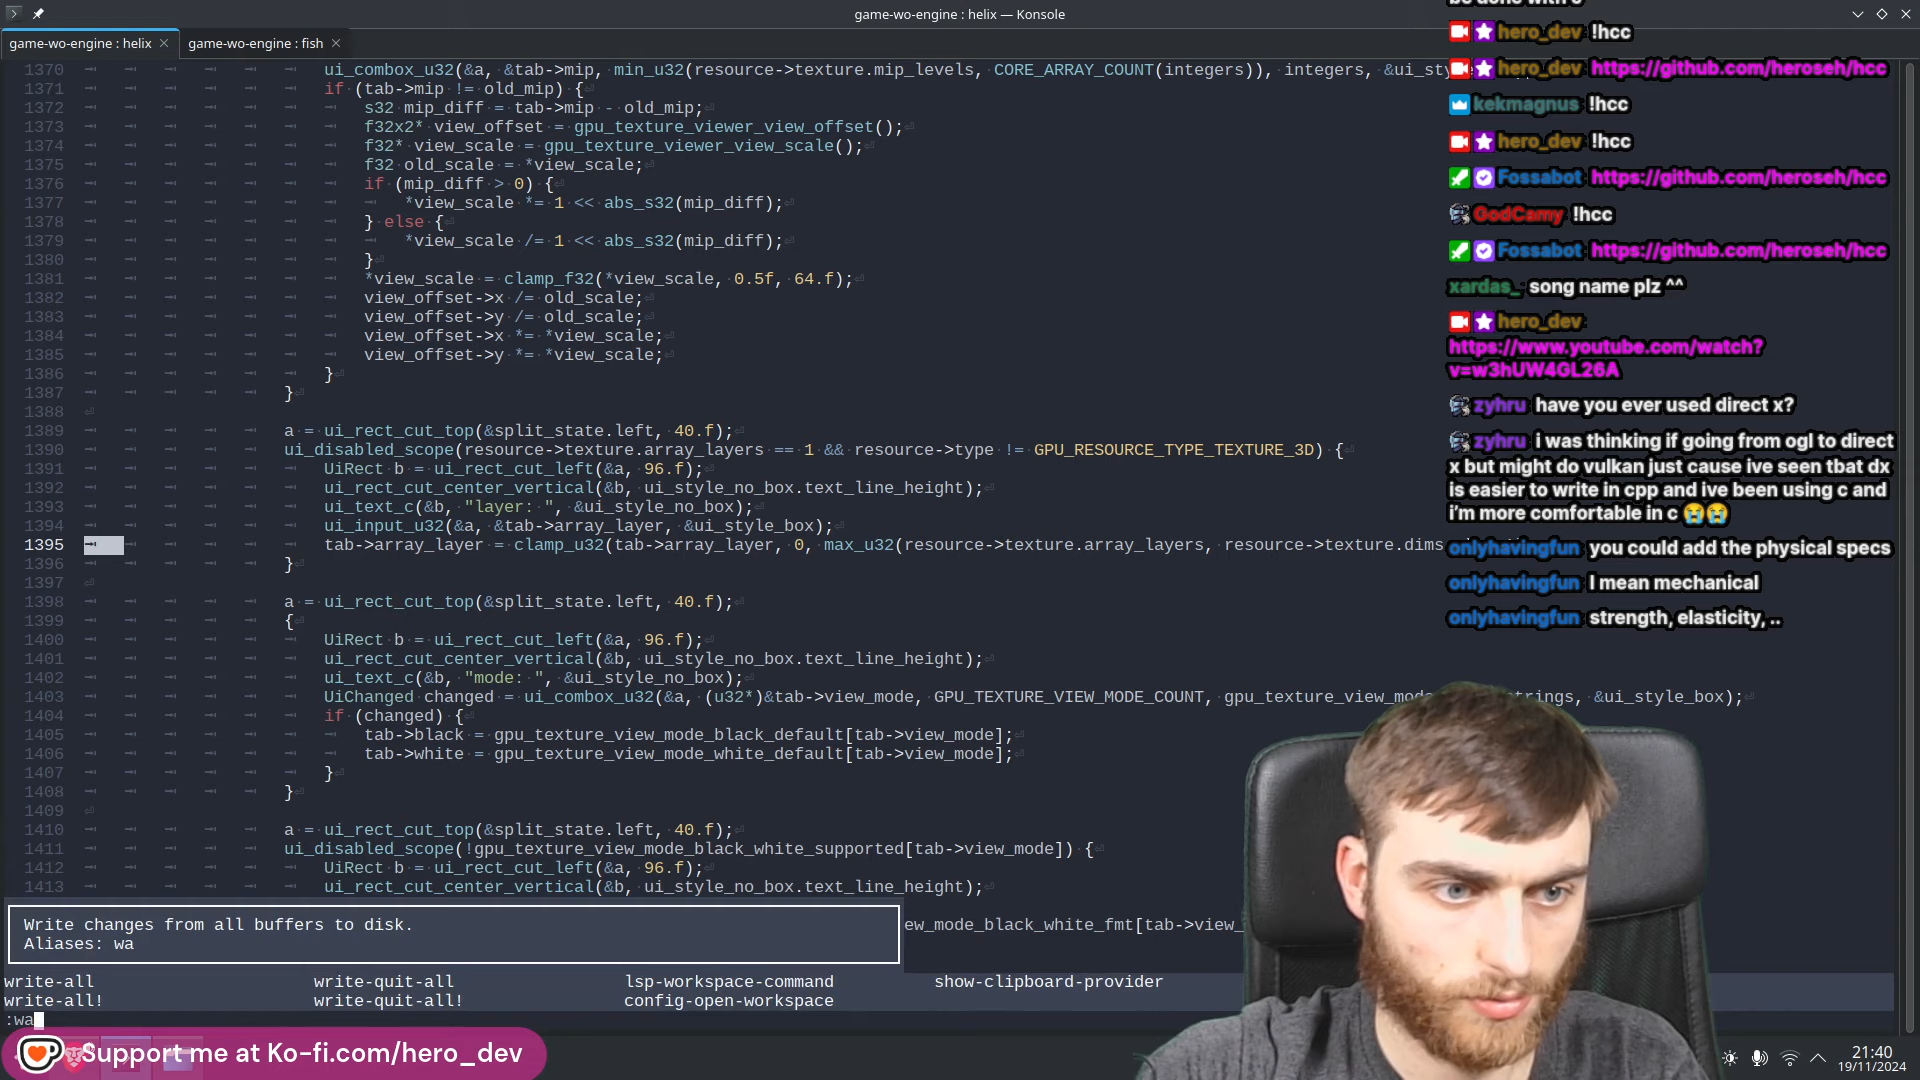 game-wo-engine : helix — Konsole
game-wo-engine : helix
game-wo-engine : fish
1370 ui_combox_u32(&a, &tab->mip, min_u32(resource->texture.mip_levels, CORE_ARRAY_COUNT(integers)), integers, &ui_sty
1371 if (tab->mip != old_mip) {
1372 s32 mip_diff = tab->mip - old_mip;
1373 f32x2* view_offset = gpu_texture_viewer_view_offset();
1374 f32* view_scale = gpu_texture_viewer_view_scale();
1375 f32 old_scale = *view_scale;
1376 if (mip_diff > 0) {
1377 *view_scale *= 1 << abs_s32(mip_diff);
1378 } else {
1379 *view_scale /= 1 << abs_s32(mip_diff);
1380 }
1381 *view_scale = clamp_f32(*view_scale, 0.5f, 64.f);
1382 view_offset->x /= old_scale;
1383 view_offset->y /= old_scale;
1384 view_offset->x *= *view_scale;
1385 view_offset->y *= *view_scale;
1386 }
1387 }
1388
1389 a = ui_rect_cut_top(&split_state.left, 40.f);
1390 ui_disabled_scope(resource->texture.array_layers == 1 && resource->type != GPU_RESOURCE_TYPE_TEXTURE_3D) {
1391 UiRect b = ui_rect_cut_left(&a, 96.f);
1392 ui_rect_cut_center_vertical(&b, ui_style_no_box.text_line_height);
1393 ui_text_c(&b, "layer: ", &ui_style_no_box);
1394 ui_input_u32(&a, &tab->array_layer, &ui_style_box);
1395 tab->array_layer = clamp_u32(tab->array_layer, 0, max_u32(resource->texture.array_layers, resource->texture.dims
1396 }
1397
1398 a = ui_rect_cut_top(&split_state.left, 40.f);
1399 {
1400 UiRect b = ui_rect_cut_left(&a, 96.f);
1401 ui_rect_cut_center_vertical(&b, ui_style_no_box.text_line_height);
1402 ui_text_c(&b, "mode: ", &ui_style_no_box);
1403 UiChanged changed = ui_combox_u32(&a, (u32*)&tab->view_mode, GPU_TEXTURE_VIEW_MODE_COUNT, gpu_texture_view_mod strings, &ui_style_box);
1404 if (changed) {
1405 tab->black = gpu_texture_view_mode_black_default[tab->view_mode];
1406 tab->white = gpu_texture_view_mode_white_default[tab->view_mode];
1407 }
1408 }
1409
1410 a = ui_rect_cut_top(&split_state.left, 40.f);
1411 ui_disabled_scope(!gpu_texture_view_mode_black_white_supported[tab->view_mode]) {
1412 UiRect b = ui_rect_cut_left(&a, 96.f);
1413 ui_rect_cut_center_vertical(&b, ui_style_no_box.text_line_height);
ew_mode_black_white_fmt[tab->view_
Write changes from all buffers to disk.
Aliases: wa
write-all write-quit-all lsp-workspace-command show-clipboard-provider
write-all! write-quit-all! config-open-workspace
:wa
Support me at Ko-fi.com/hero_dev
21:40
19/11/2024
hero_dev !hcc
hero_dev https://github.com/heroseh/hcc
kekmagnus !hcc
hero_dev !hcc
Fossabot https://github.com/heroseh/hcc
GodCamy !hcc
Fossabot https://github.com/heroseh/hcc
xardas_ song name plz ^^
hero_dev
https://www.youtube.com/watch?
v=w3hUW4GL26A
zyhru have you ever used direct x?
zyhru i was thinking if going from ogl to direct
x but might do vulkan just cause ive seen tbat dx
is easier to write in cpp and ive been using c and
i'm more comfortable in c 😭😭
onlyhavingfun you could add the physical specs
onlyhavingfun I mean mechanical
onlyhavingfun strength, elasticity, ..